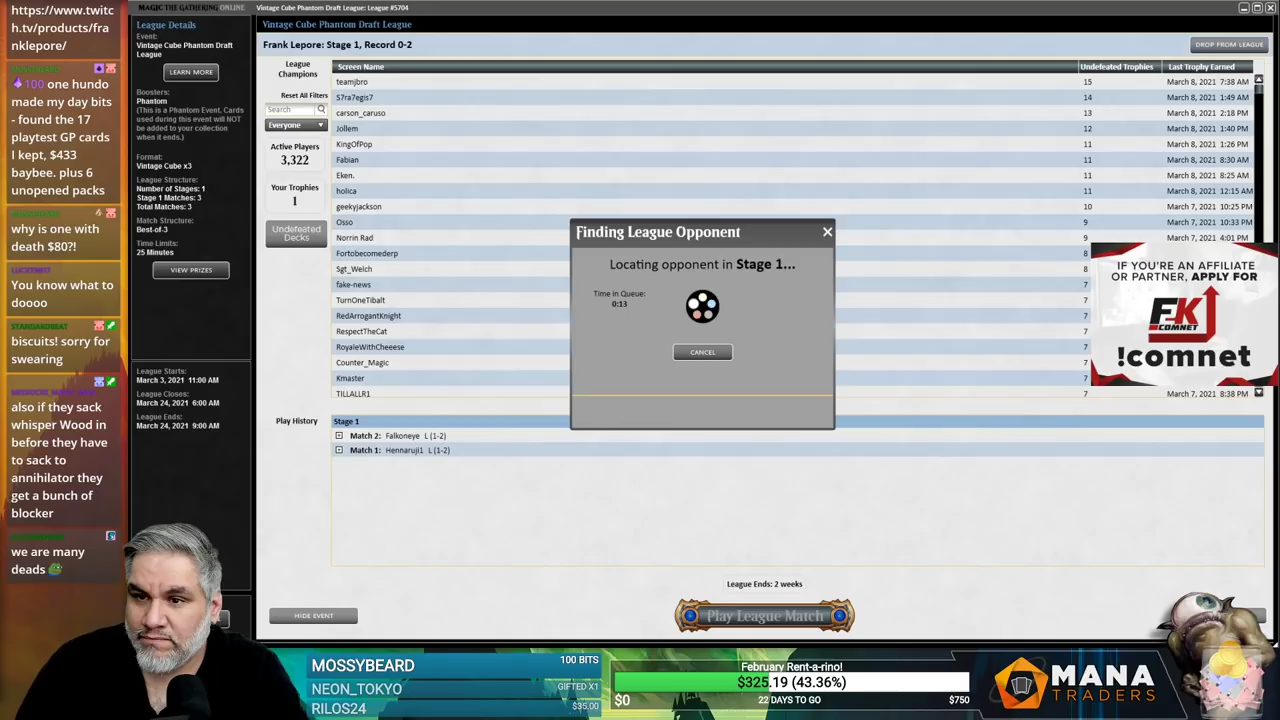 https://www.twitc
h.tv/products/fra
nklepore/
100 one hundo
made my day bits
- found the 17
playtest GP cards
I kept, $433
baybee. plus 6
unopened packs
why is one with
death $80?!
You know what to
doooo
STANDARDBEAT
biscuits! sorry for
swearing
also if they sack
whisper Wood in
before they have
to sack to
annihilator they
get a bunch of
blocker
we are many
deads
MAGIC THE GATHERING ONLINE
Vintage Cube Phantom Draft League: League #5704
League Details
Event:
Vintage Cube Phantom Draft
League
LEARN MORE
Boosters:
Phantom
(This is a Phantom Event. Cards
used during this event will NOT
be added to your collection
when it ends.)
Format:
Vintage Cube x3
League Structure:
Number of Stages: 1
Stage 1 Matches: 3
Total Matches: 3
Match Structure:
Best-of-3
Time Limits:
25 Minutes
VIEW PRIZES
League Starts:
March 3, 2021 11:00 AM
League Closes:
March 24, 2021 6:00 AM
League Ends:
March 24, 2021 9:00 AM
Vintage Cube Phantom Draft League
Frank Lepore: Stage 1, Record 0-2
DROP FROM LEAGUE
League
Champions
Reset All Filters
Search
Everyone
Active Players
3,322
Your Trophies
1
Undefeated
Decks
Screen Name Undefeated Trophies Last Trophy Earned
teamjbro 15 March 8, 2021 7:38 AM
S7ra7egis7 14 March 8, 2021 1:49 AM
carson_caruso 13 March 8, 2021 2:18 PM
Jollem 12 March 8, 2021 1:40 PM
KingOfPop 11 March 8, 2021 1:26 PM
Fabian 11 March 8, 2021 8:30 AM
Eken. 11 March 8, 2021 8:25 AM
holica 11 March 8, 2021 12:15 AM
geekyjackson 10 March 7, 2021 10:25 PM
Osso 9 March 7, 2021 10:33 PM
Norrin Rad 9 March 7, 2021 4:01 PM
Fortobecomederp 8
Sgt_Welch 8
fake-news 7
TurnOneTibalt 7
RedArrogantKnight 7
RespectTheCat 7
RoyaleWithCheeese 7
Counter_Magic 7
Kmaster 7
TILLALLR1 7 March 7, 2021 8:38 PM
Finding League Opponent
Locating opponent in Stage 1...
Time in Queue:
0:13
CANCEL
IF YOU'RE AN AFFILIATE
OR PARTNER, APPLY FOR
FK
COMNET
!comnet
Play History
Stage 1
Match 2: Falkoneye L (1-2)
Match 1: Hennaruji1 L (1-2)
League Ends: 2 weeks
HIDE EVENT
Play League Match
MOSSYBEARD 100 BITS
NEON_TOKYO GIFTED X1
RILOS24 $35.00
February Rent-a-rino!
$325.19 (43.36%)
$0 22 DAYS TO GO $750
MANA
TRADERS